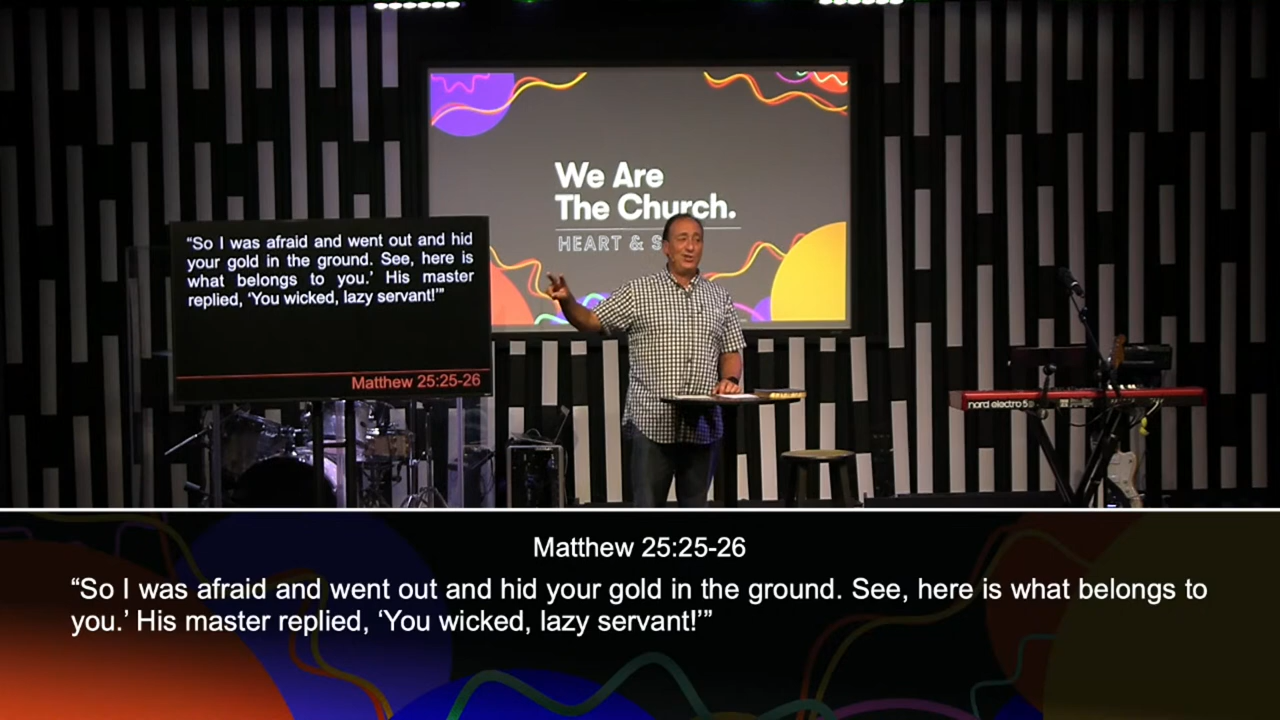 We Are
The Church.
HEART & S
“So I was afraid and went out and hid
your gold in the ground. See, here is
what belongs to you.’ His master
replied, ‘You wicked, lazy servant!’”
Matthew 25:25-26
nord electro 5
Matthew 25:25-26
“So I was afraid and went out and hid your gold in the ground. See, here is what belongs to
you.’ His master replied, ‘You wicked, lazy servant!’”